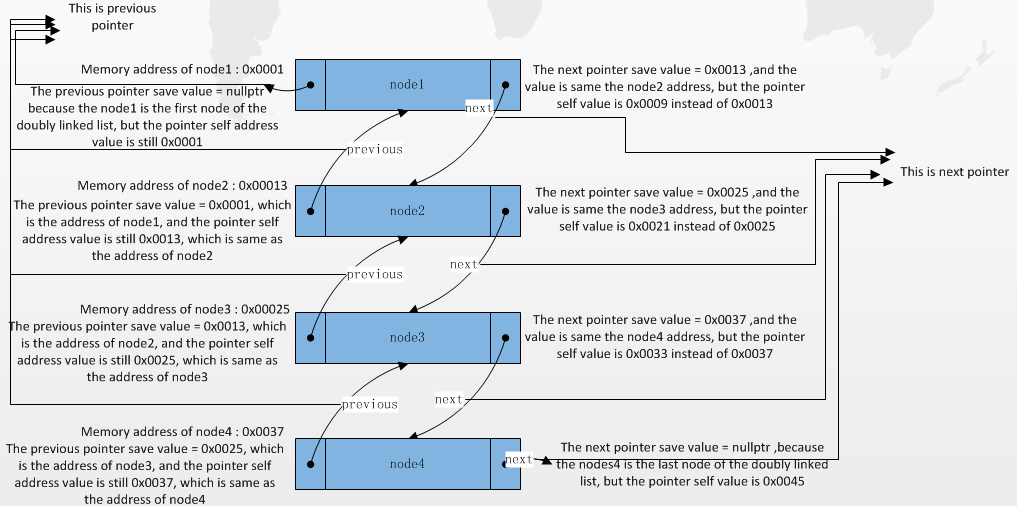 This is previous
pointer
Memory address of node1 : 0x0001
The previous pointer save value = nullptr
because the node1 is the first node of the
doubly linked list, but the pointer self address
value is still 0x0001
node1
next
The next pointer save value = 0x0013 ,and the
value is same the node2 address, but the pointer
self value is 0x0009 instead of 0x0013
previous
This is next pointer
Memory address of node2 : 0x00013
The previous pointer save value = 0x0001, which
is the address of node1, and the pointer self
address value is still 0x0013, which is same as
the address of node2
node2
The next pointer save value = 0x0025 ,and the
value is same the node3 address, but the pointer
self value is 0x0021 instead of 0x0025
next
previous
Memory address of node3 : 0x00025
The previous pointer save value = 0x0013, which
is the address of node2, and the pointer self
address value is still 0x0025, which is same as
the address of node3
node3
The next pointer save value = 0x0037 ,and the
value is same the node4 address, but the pointer
self value is 0x0033 instead of 0x0037
next
previous
Memory address of node4 : 0x0037
The previous pointer save value = 0x0025, which
is the address of node3, and the pointer self
address value is still 0x0037, which is same as
the address of node4
node4
next
The next pointer save value = nullptr ,because
the nodes4 is the last node of the doubly linked
list, but the pointer self value is 0x0045